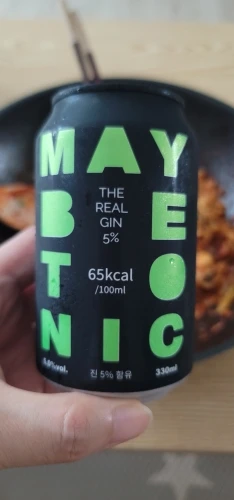 MAY
BE
THE
REAL
GIN
5%
65kcal
/100ml
TO
NIC
5.0%vol.
진 5% 함유
330ml